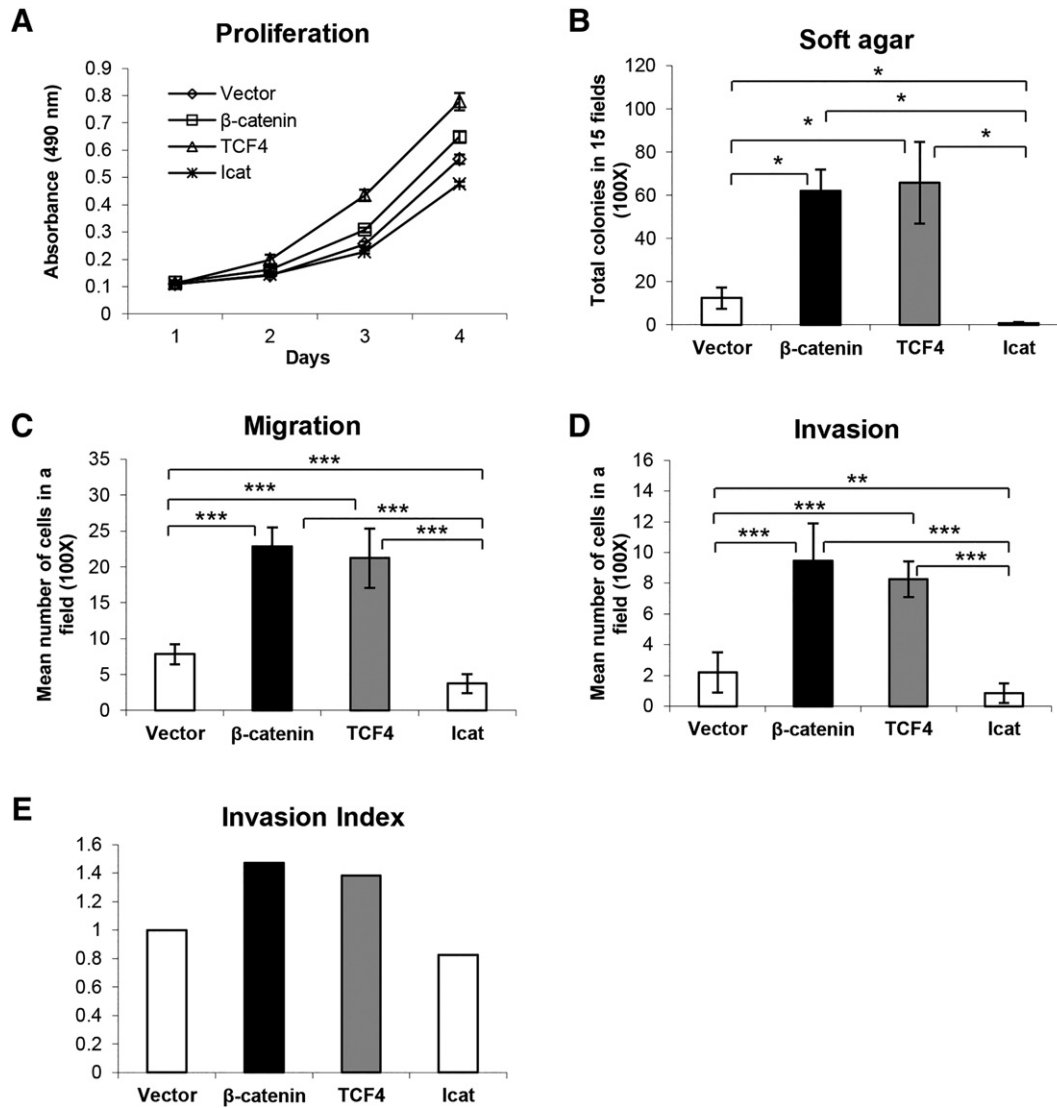 A
Proliferation
Absorbance (490 nm)
0.9
0.8
0.7
0.6
0.5
0.4
0.3
0.2
0.1
0
Vector
β-catenin
TCF4
Icat
1 2 3 4
Days
B
Soft agar
Total colonies in 15 fields
(100X)
120
100
80
60
40
20
0
*
*
*
*
*
Vector β-catenin TCF4 Icat
C
Migration
Mean number of cells in a
field (100X)
35
30
25
20
15
10
5
0
***
***
*** ***
***
Vector β-catenin TCF4 Icat
D
Invasion
Mean number of cells in a
field (100X)
16
14
12
10
8
6
4
2
0
**
***
*** ***
***
Vector β-catenin TCF4 Icat
E
Invasion Index
1.6
1.4
1.2
1
0.8
0.6
0.4
0.2
0
Vector β-catenin TCF4 Icat